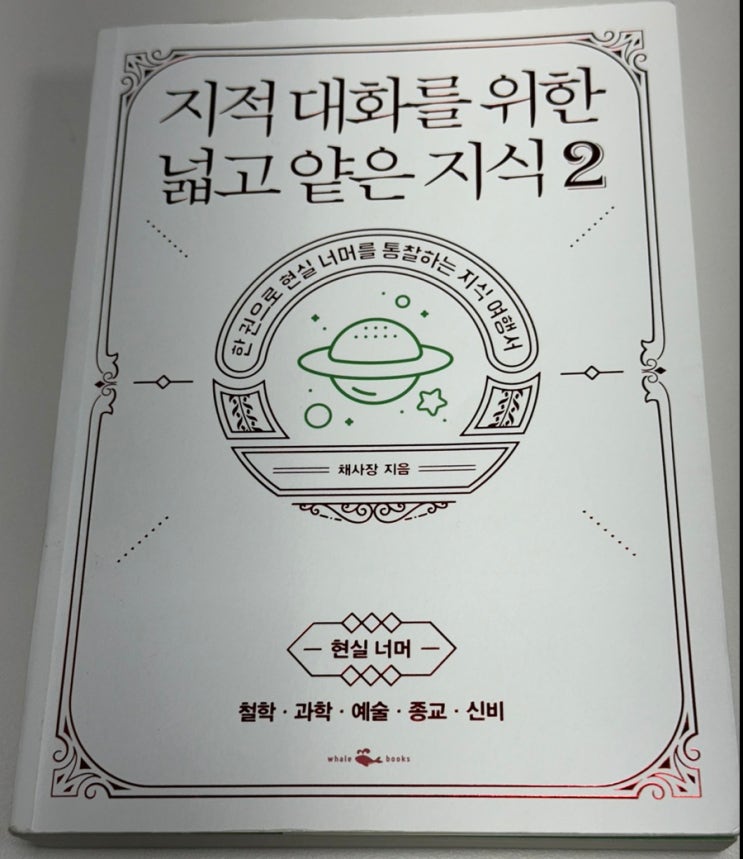 지적 대화를 위한
넓고 얕은 지식 2
한 권으로 현실 너머를 통찰하는 지식 여행서
채사장 지음
현실 너머
철학 · 과학 · 예술 · 종교 · 신비
whale books